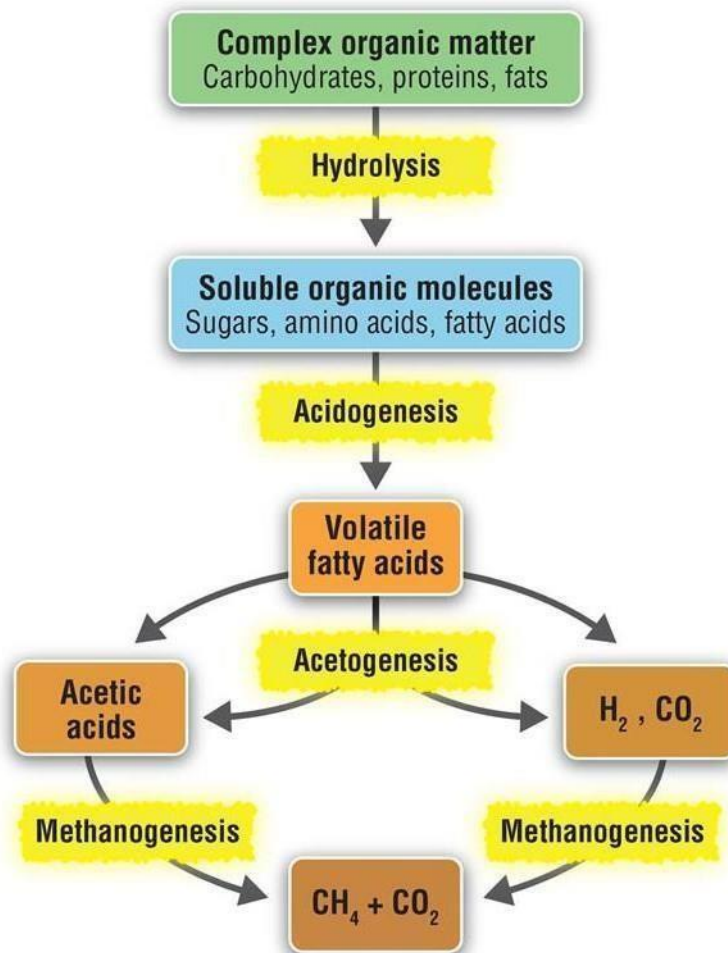 Complex organic matter
Carbohydrates, proteins, fats
Hydrolysis
Soluble organic molecules
Sugars, amino acids, fatty acids
Acidogenesis
Volatile
fatty acids
Acetogenesis
Acetic
acids
H₂ , CO₂
Methanogenesis
Methanogenesis
CH₄ + CO₂